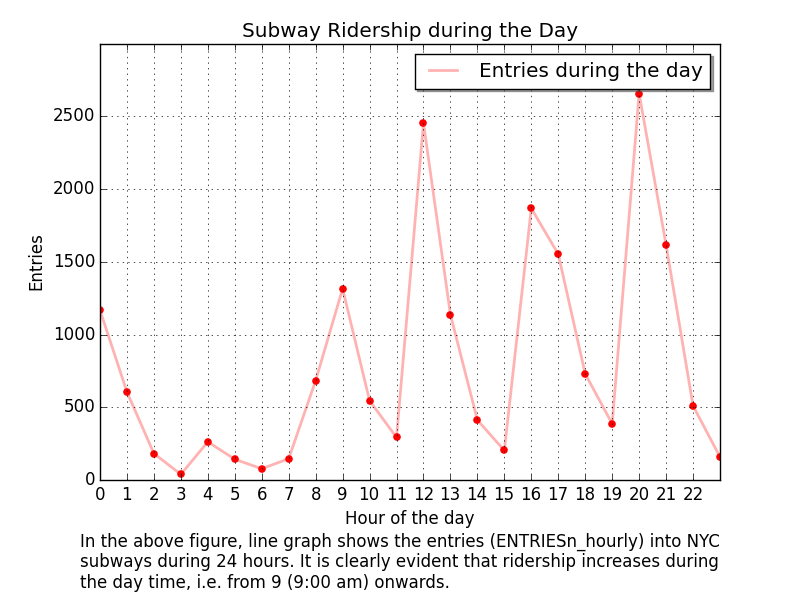 Subway Ridership during the Day
Entries during the day
2500
2000
1500
1000
500
0
Entries
0 1 2 3 4 5 6 7 8 9 10 11 12 13 14 15 16 17 18 19 20 21 22
Hour of the day
In the above figure, line graph shows the entries (ENTRIESn_hourly) into NYC
subways during 24 hours. It is clearly evident that ridership increases during
the day time, i.e. from 9 (9:00 am) onwards.